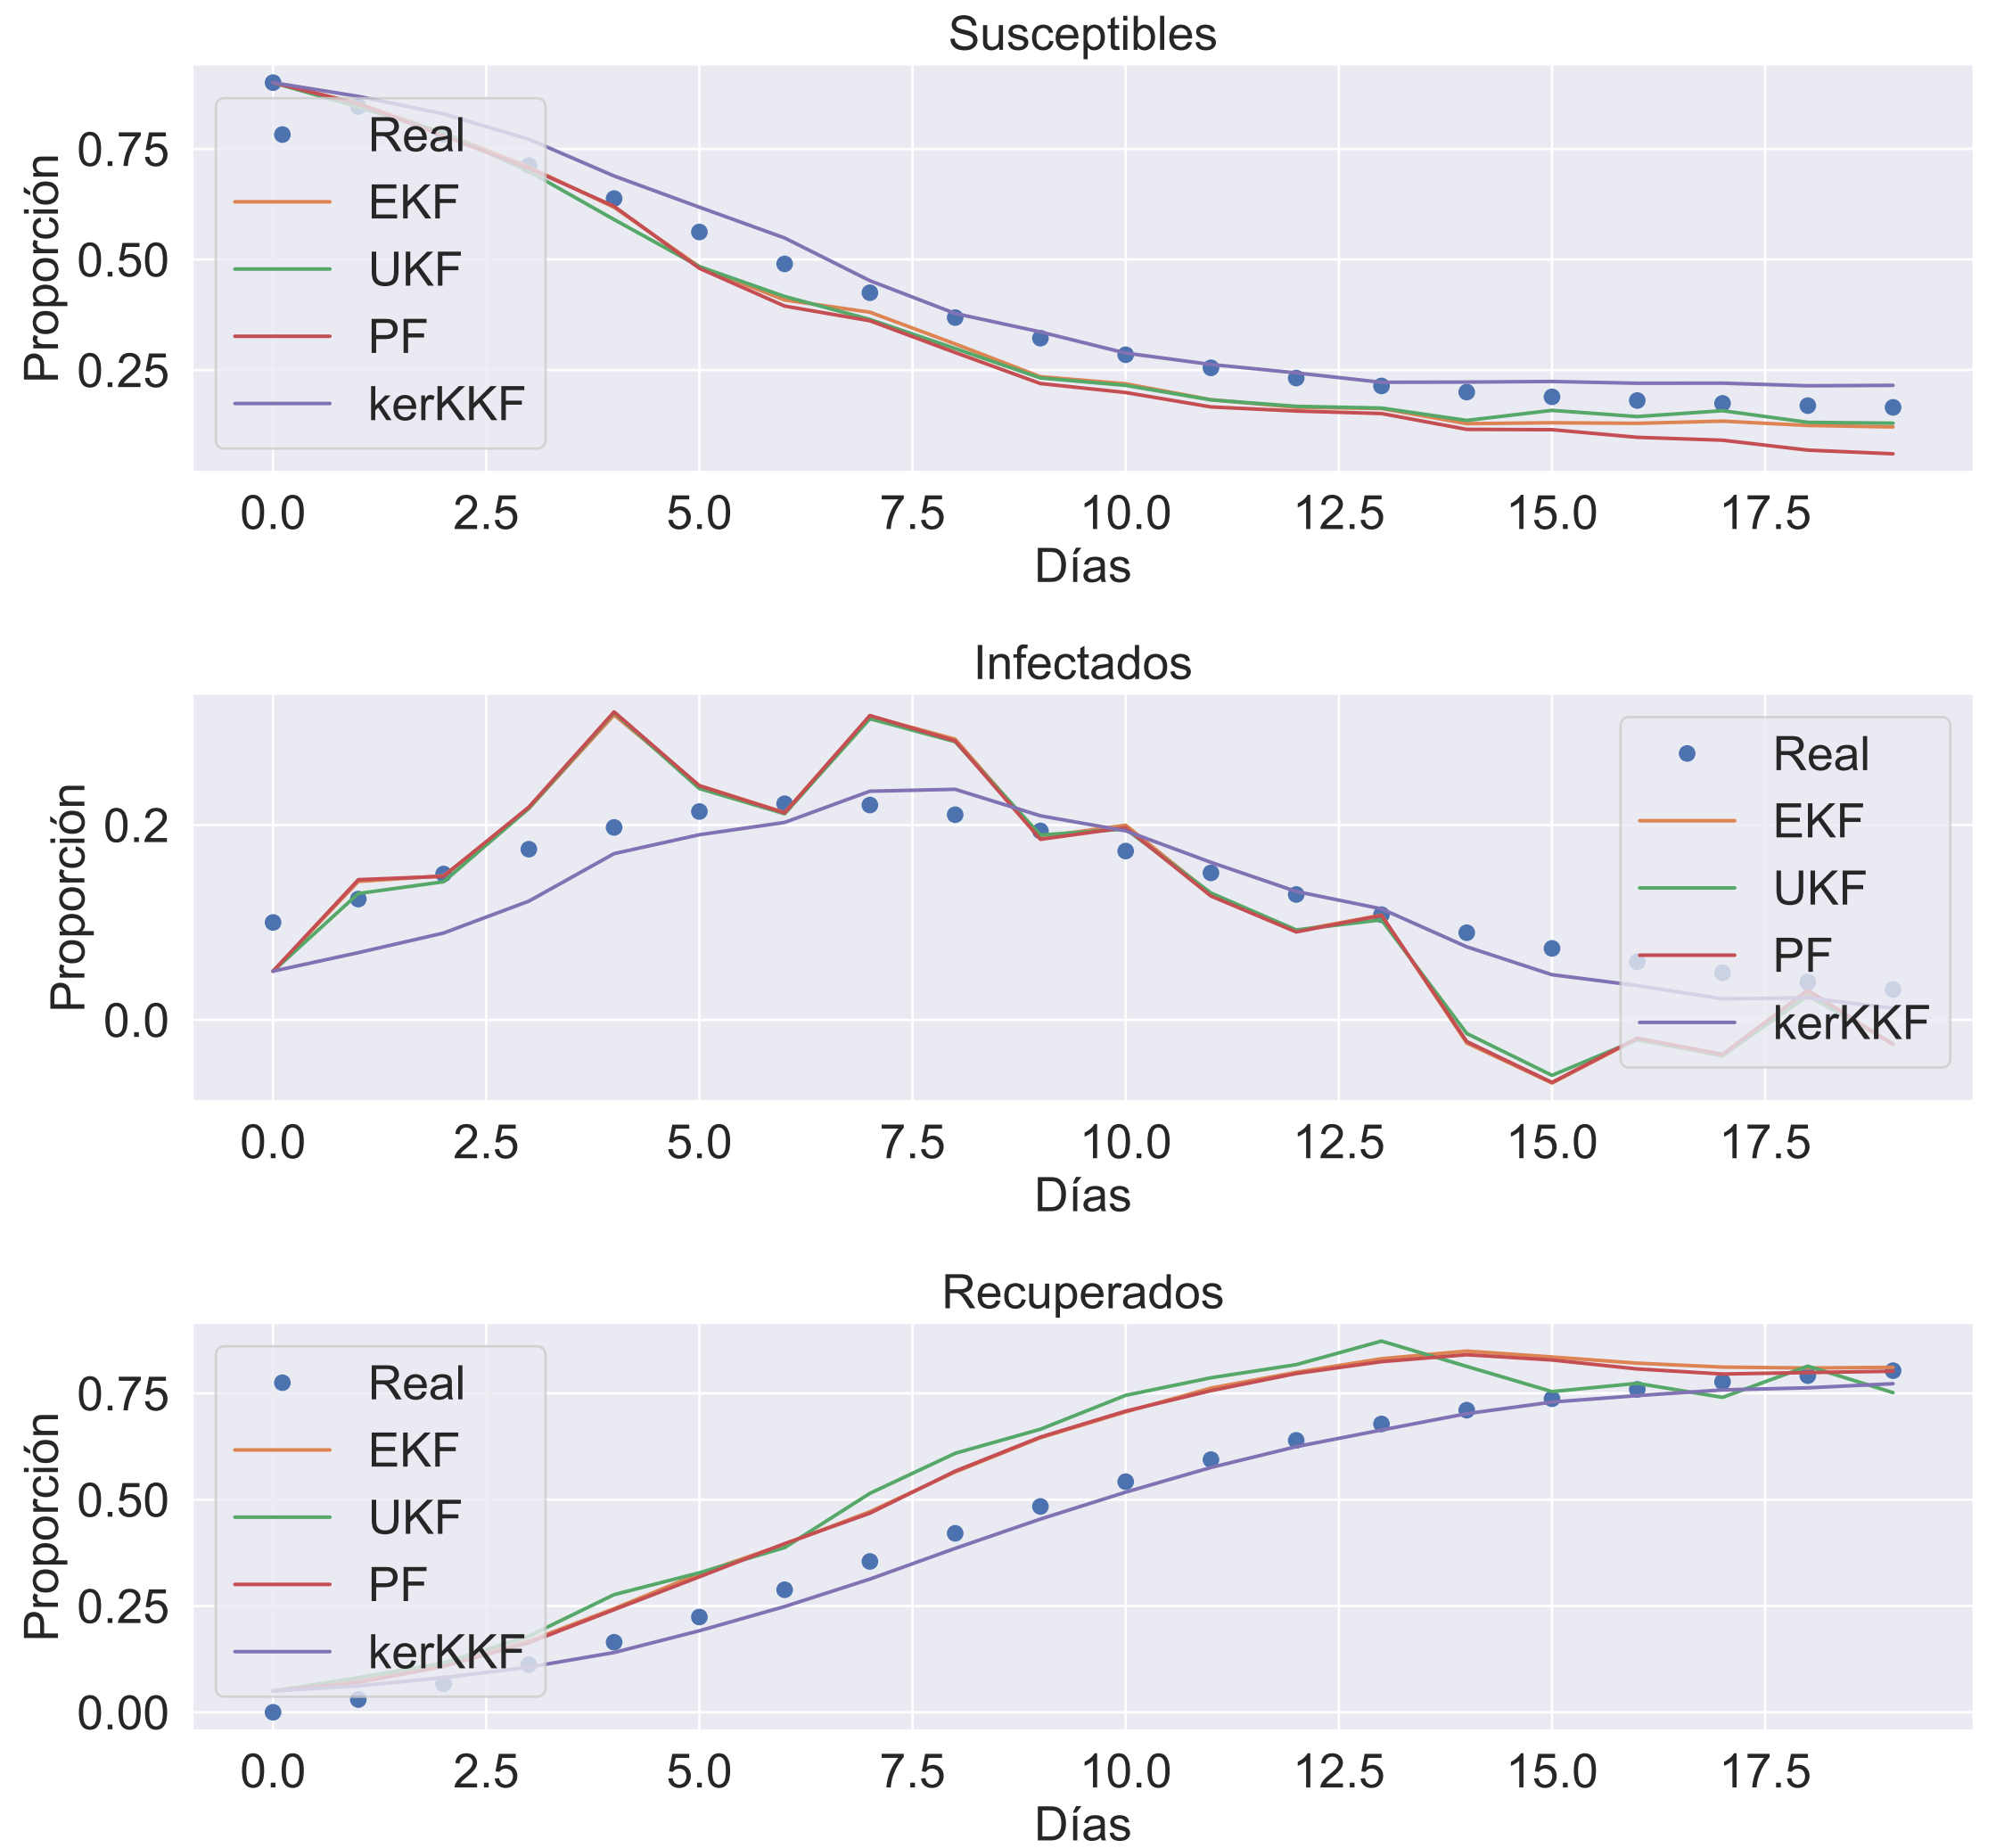 Susceptibles
Proporción
0.75
0.50
0.25
Real
EKF
UKF
PF
kerKKF
0.0 2.5 5.0 7.5 10.0 12.5 15.0 17.5
Días
Infectados
Proporción
0.2
0.0
Real
EKF
UKF
PF
kerKKF
0.0 2.5 5.0 7.5 10.0 12.5 15.0 17.5
Días
Recuperados
Proporción
0.75
0.50
0.25
0.00
Real
EKF
UKF
PF
kerKKF
0.0 2.5 5.0 7.5 10.0 12.5 15.0 17.5
Días